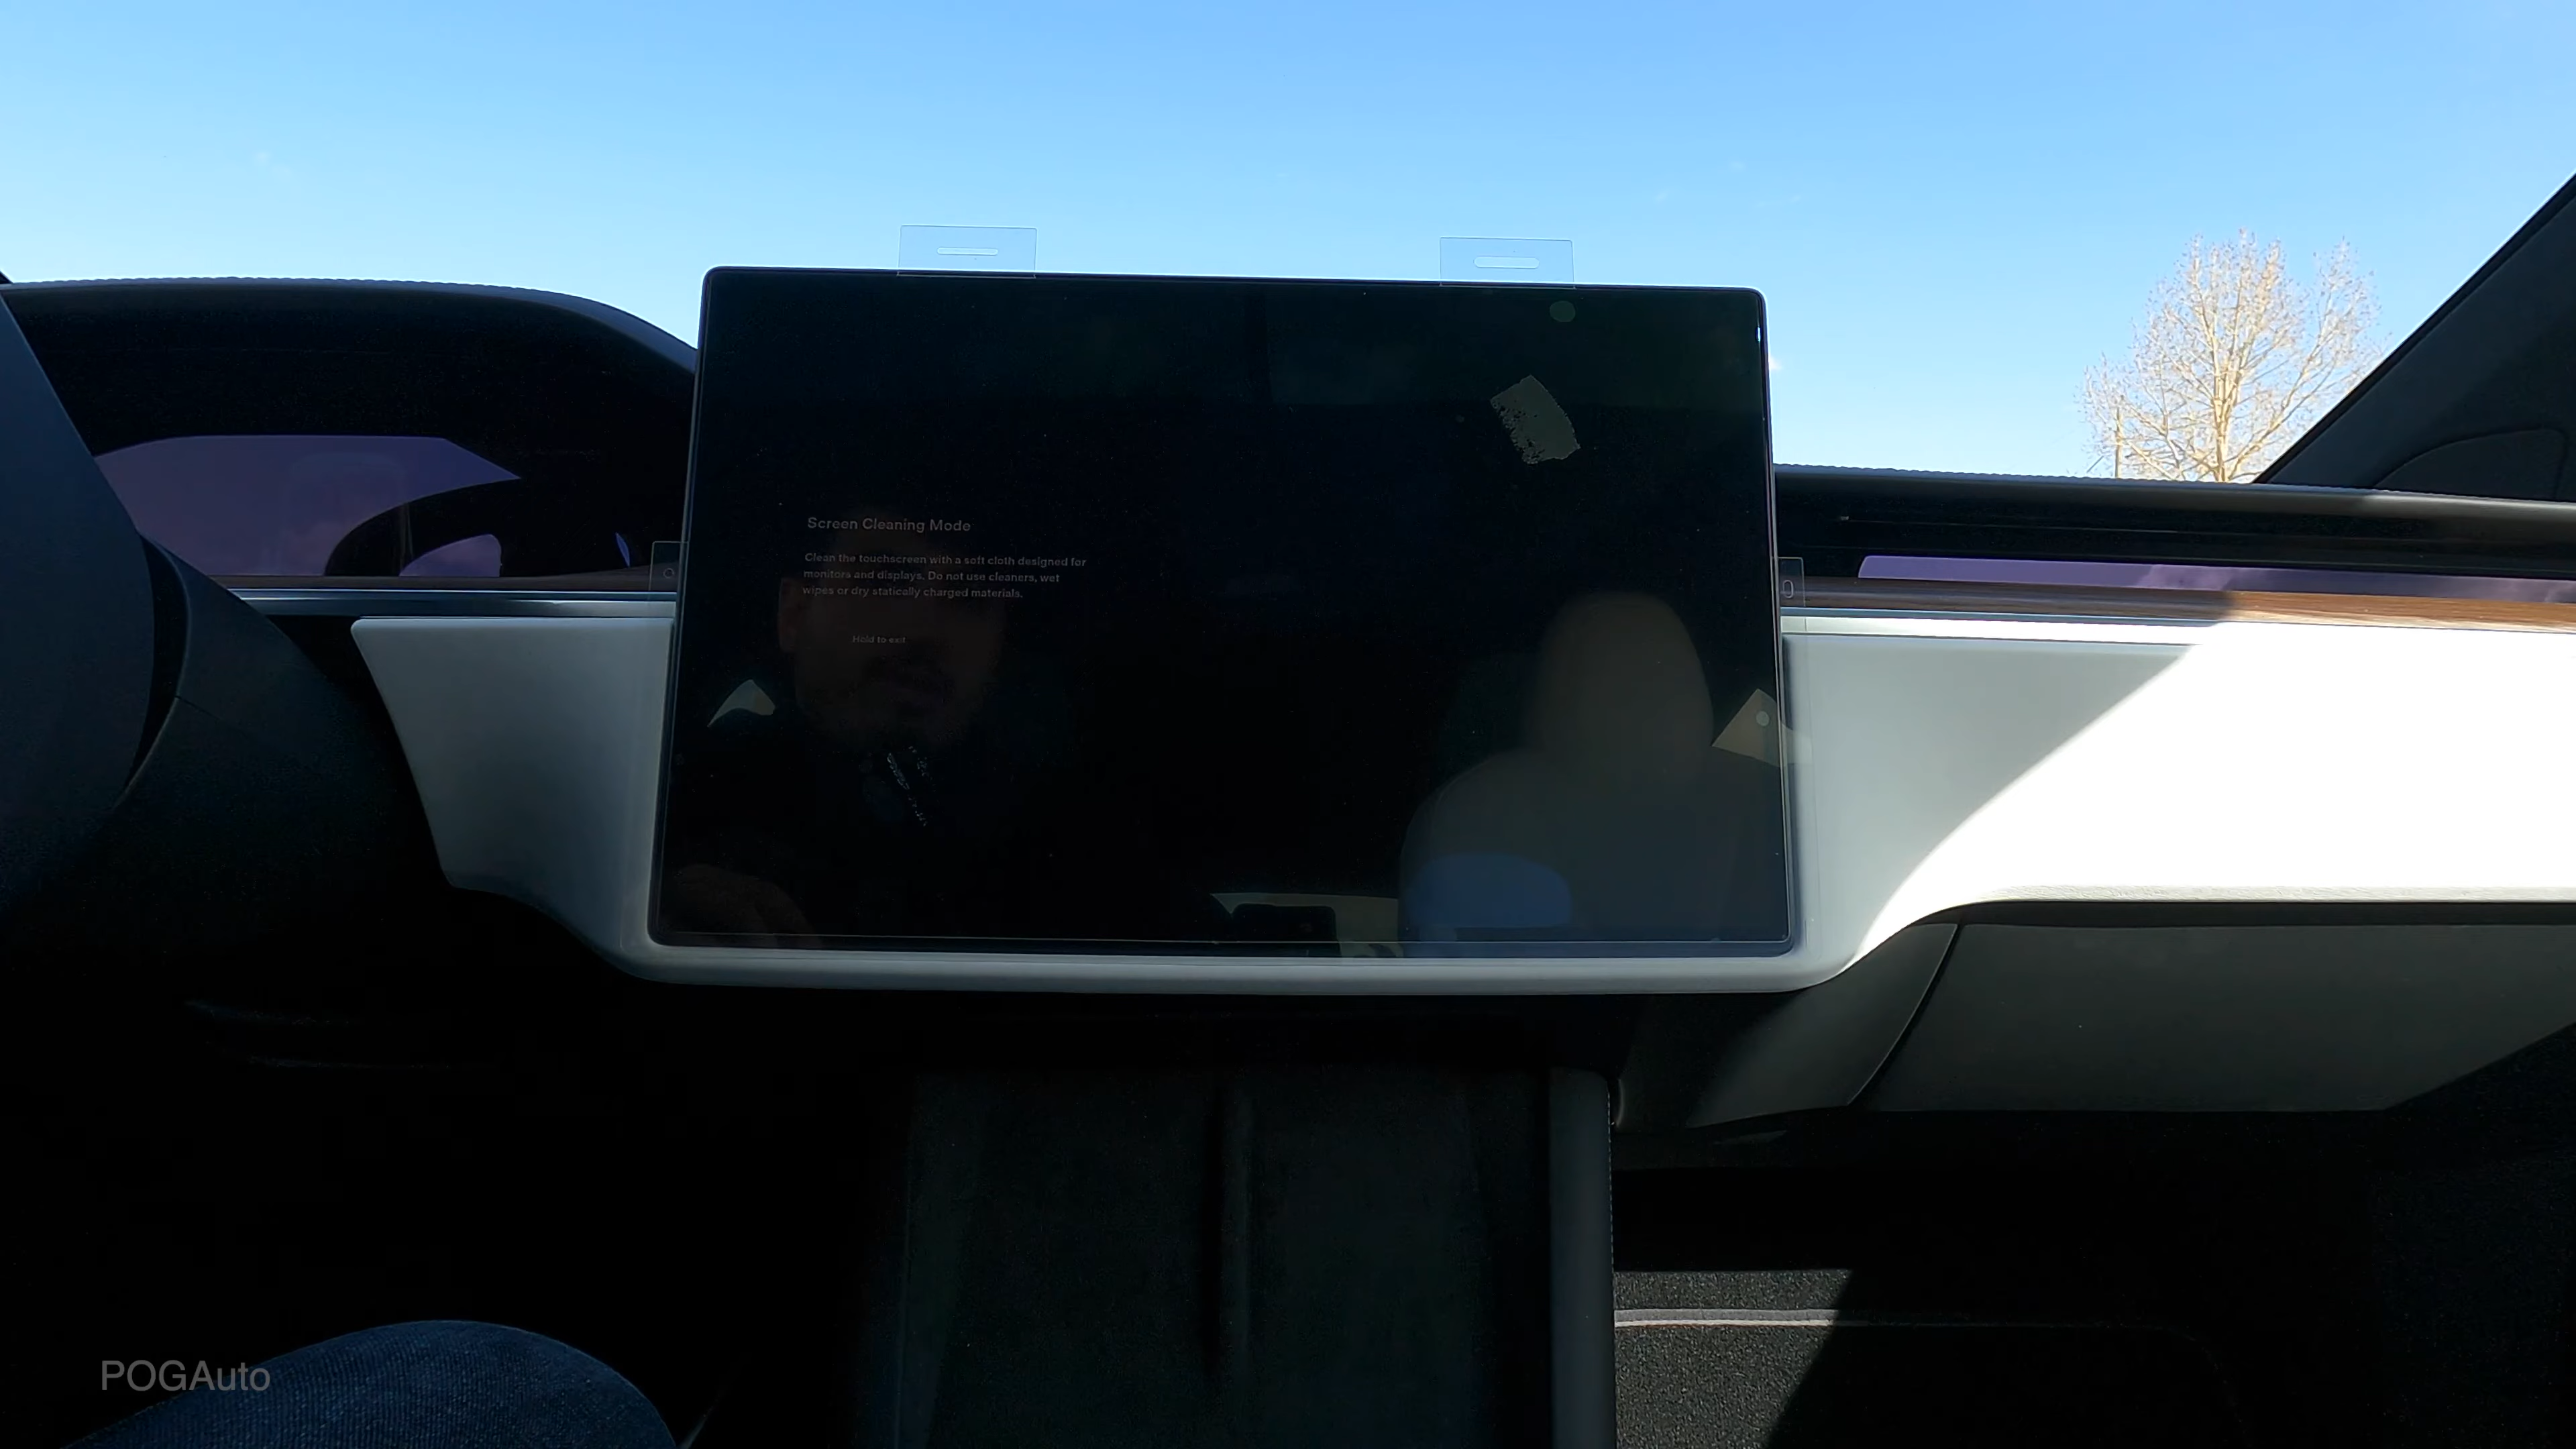 Screen Cleaning Mode
Clean the touchscreen with a soft cloth designed for
monitors and displays. Do not use cleaners, wet
wipes or dry statically charged materials.
Hold to exit
POGAuto